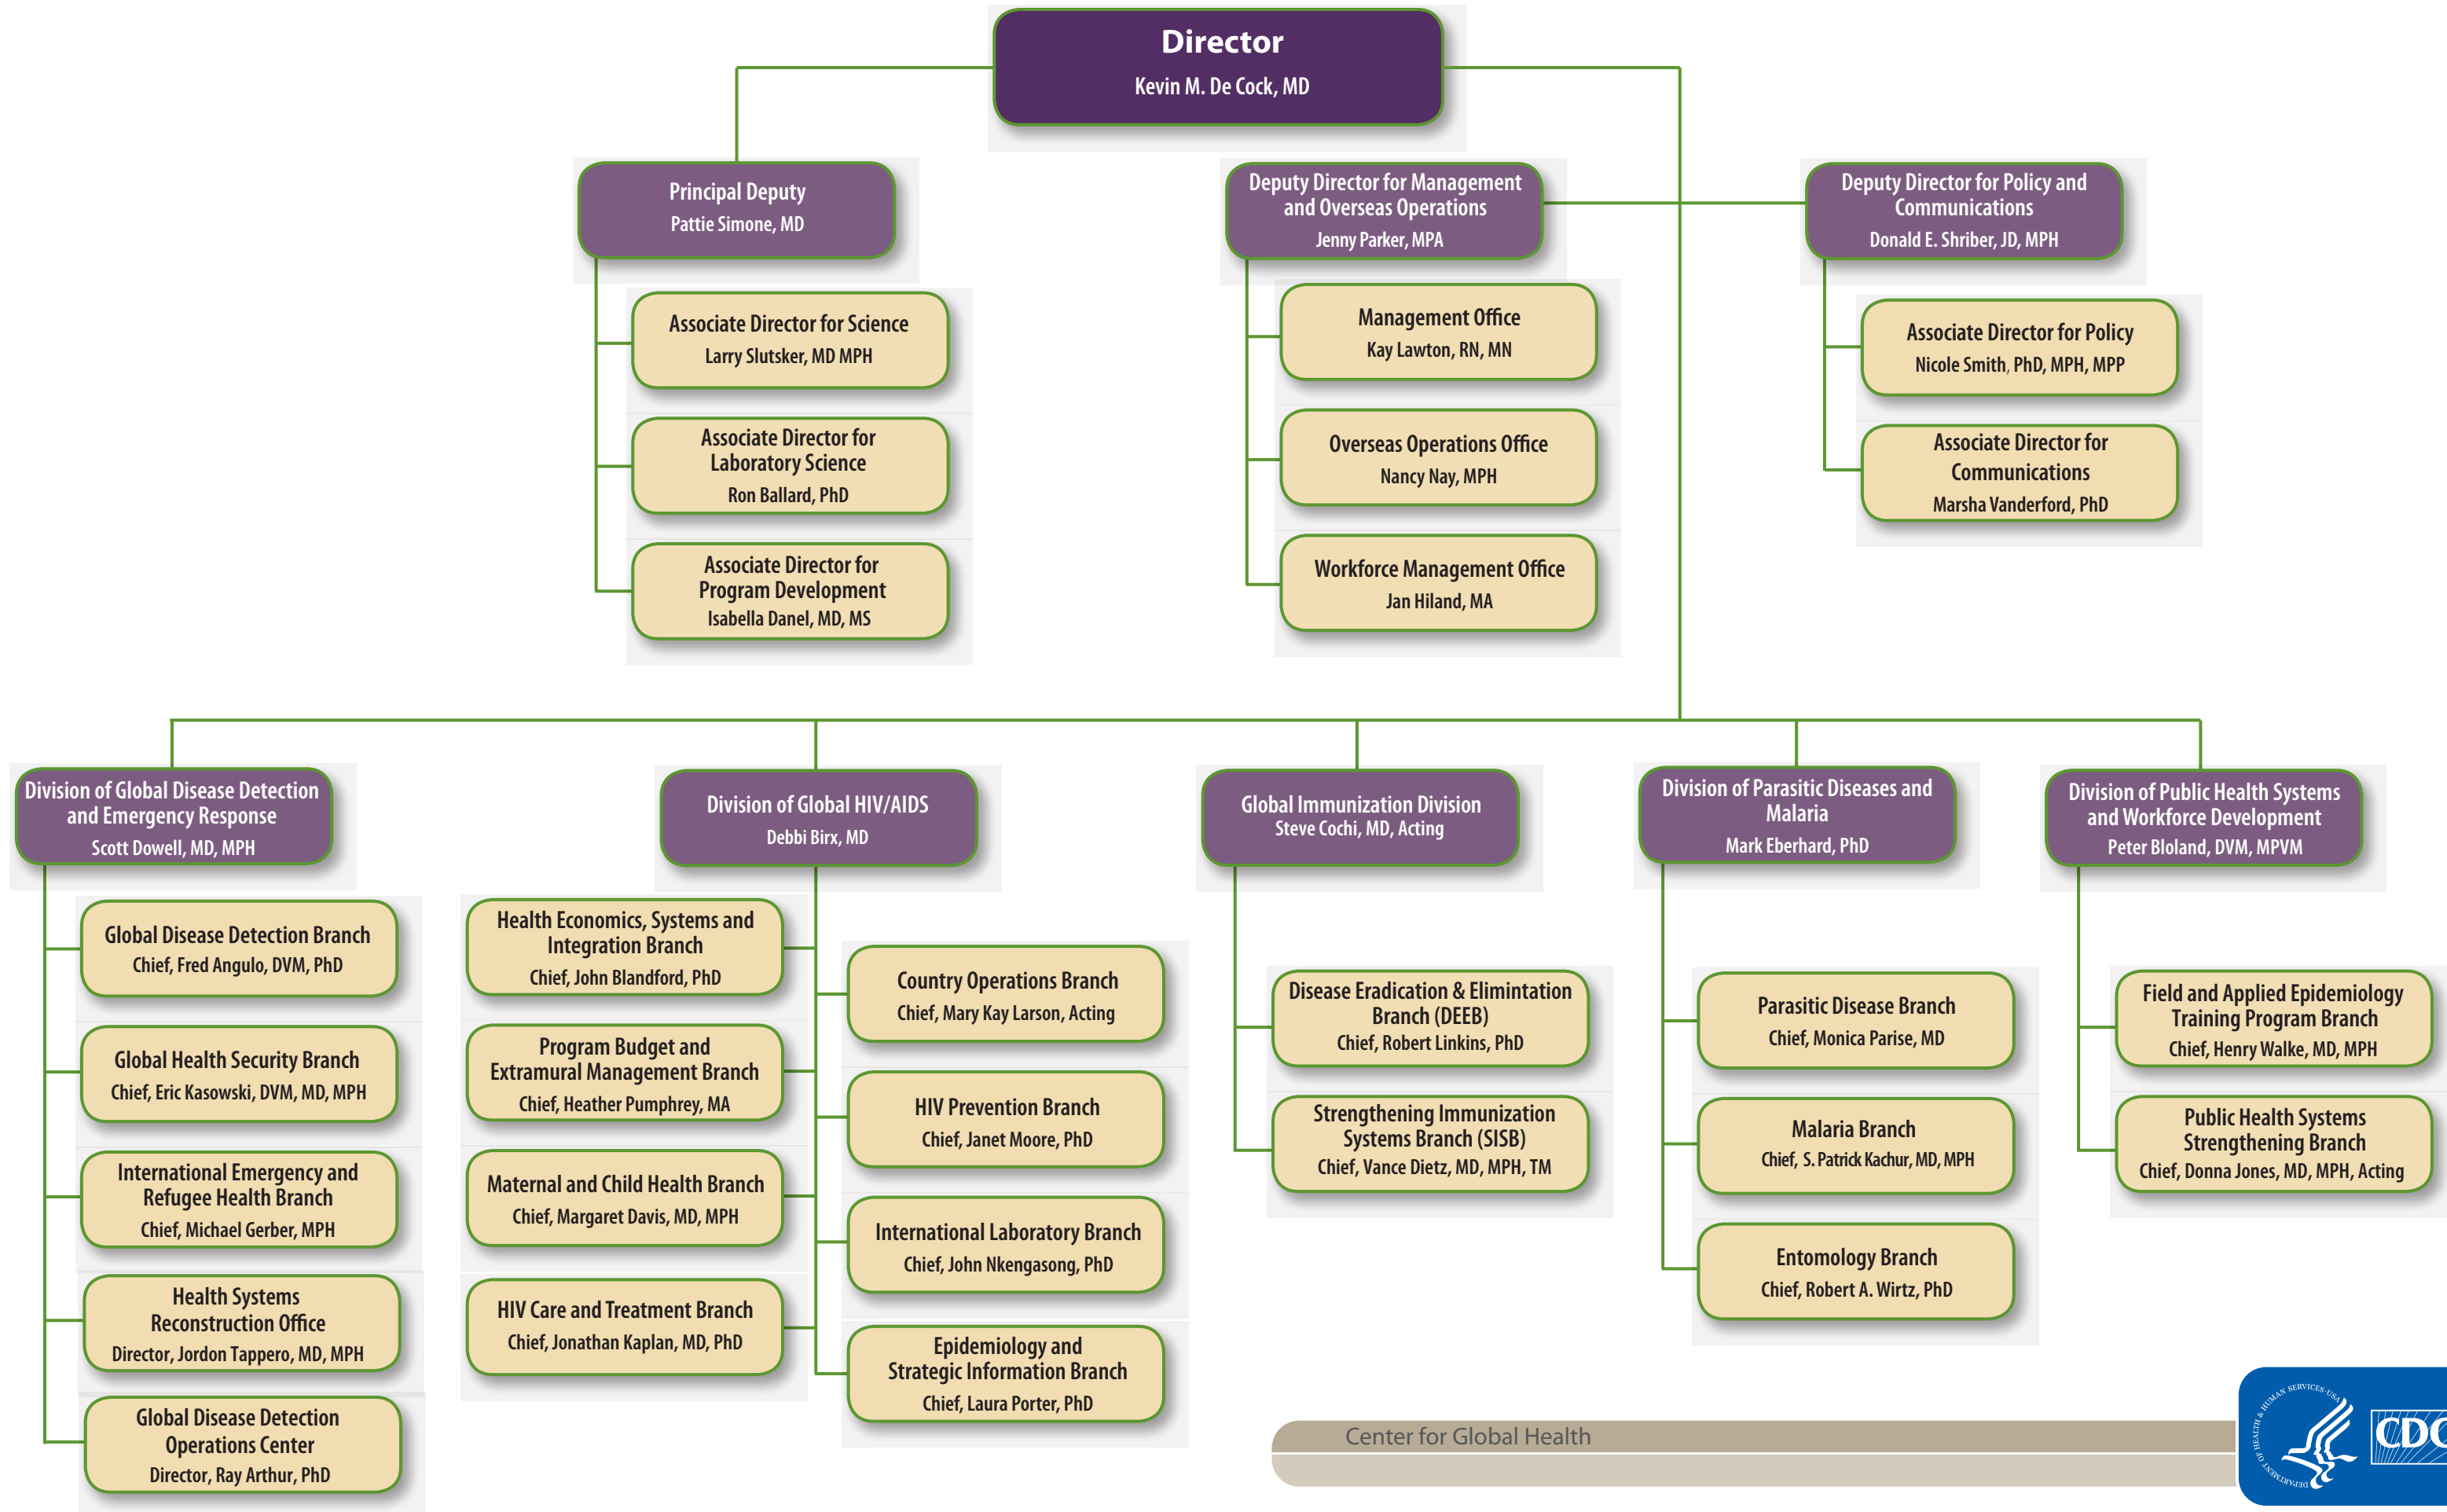 Director
Kevin M. De Cock, MD
Principal Deputy
Pattie Simone, MD
Associate Director for Science
Larry Slutsker, MD MPH
Associate Director for
Laboratory Science
Ron Ballard, PhD
Associate Director for
Program Development
Isabella Danel, MD, MS
Deputy Director for Management
and Overseas Operations
Jenny Parker, MPA
Management Office
Kay Lawton, RN, MN
Overseas Operations Office
Nancy Nay, MPH
Workforce Management Office
Jan Hiland, MA
Deputy Director for Policy and
Communications
Donald E. Shriber, JD, MPH
Associate Director for Policy
Nicole Smith, PhD, MPH, MPP
Associate Director for
Communications
Marsha Vanderford, PhD
Division of Global Disease Detection
and Emergency Response
Scott Dowell, MD, MPH
Global Disease Detection Branch
Chief, Fred Angulo, DVM, PhD
Global Health Security Branch
Chief, Eric Kasowski, DVM, MD, MPH
International Emergency and
Refugee Health Branch
Chief, Michael Gerber, MPH
Health Systems
Reconstruction Office
Director, Jordon Tappero, MD, MPH
Global Disease Detection
Operations Center
Director, Ray Arthur, PhD
Division of Global HIV/AIDS
Debbi Birx, MD
Health Economics, Systems and
Integration Branch
Chief, John Blandford, PhD
Program Budget and
Extramural Management Branch
Chief, Heather Pumphrey, MA
Maternal and Child Health Branch
Chief, Margaret Davis, MD, MPH
HIV Care and Treatment Branch
Chief, Jonathan Kaplan, MD, PhD
Country Operations Branch
Chief, Mary Kay Larson, Acting
HIV Prevention Branch
Chief, Janet Moore, PhD
International Laboratory Branch
Chief, John Nkengasong, PhD
Epidemiology and
Strategic Information Branch
Chief, Laura Porter, PhD
Global Immunization Division
Steve Cochi, MD, Acting
Disease Eradication & Elimintation
Branch (DEEB)
Chief, Robert Linkins, PhD
Strengthening Immunization
Systems Branch (SISB)
Chief, Vance Dietz, MD, MPH, TM
Division of Parasitic Diseases and
Malaria
Mark Eberhard, PhD
Parasitic Disease Branch
Chief, Monica Parise, MD
Malaria Branch
Chief, S. Patrick Kachur, MD, MPH
Entomology Branch
Chief, Robert A. Wirtz, PhD
Division of Public Health Systems
and Workforce Development
Peter Bloland, DVM, MPVM
Field and Applied Epidemiology
Training Program Branch
Chief, Henry Walke, MD, MPH
Public Health Systems
Strengthening Branch
Chief, Donna Jones, MD, MPH, Acting
Center for Global Health
DEPARTMENT OF HEALTH & HUMAN SERVICES·USA
CDC